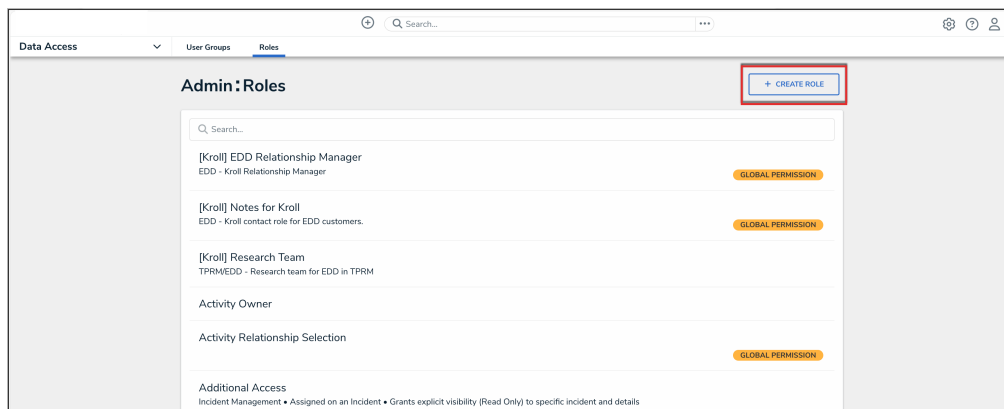 Search...
Data Access
User Groups
Roles
Admin:Roles
+ CREATE ROLE
Search...
[Kroll] EDD Relationship Manager
EDD - Kroll Relationship Manager
GLOBAL PERMISSION
[Kroll] Notes for Kroll
EDD - Kroll contact role for EDD customers.
GLOBAL PERMISSION
[Kroll] Research Team
TPRM/EDD - Research team for EDD in TPRM
Activity Owner
Activity Relationship Selection
GLOBAL PERMISSION
Additional Access
Incident Management • Assigned on an Incident • Grants explicit visibility (Read Only) to specific incident and details